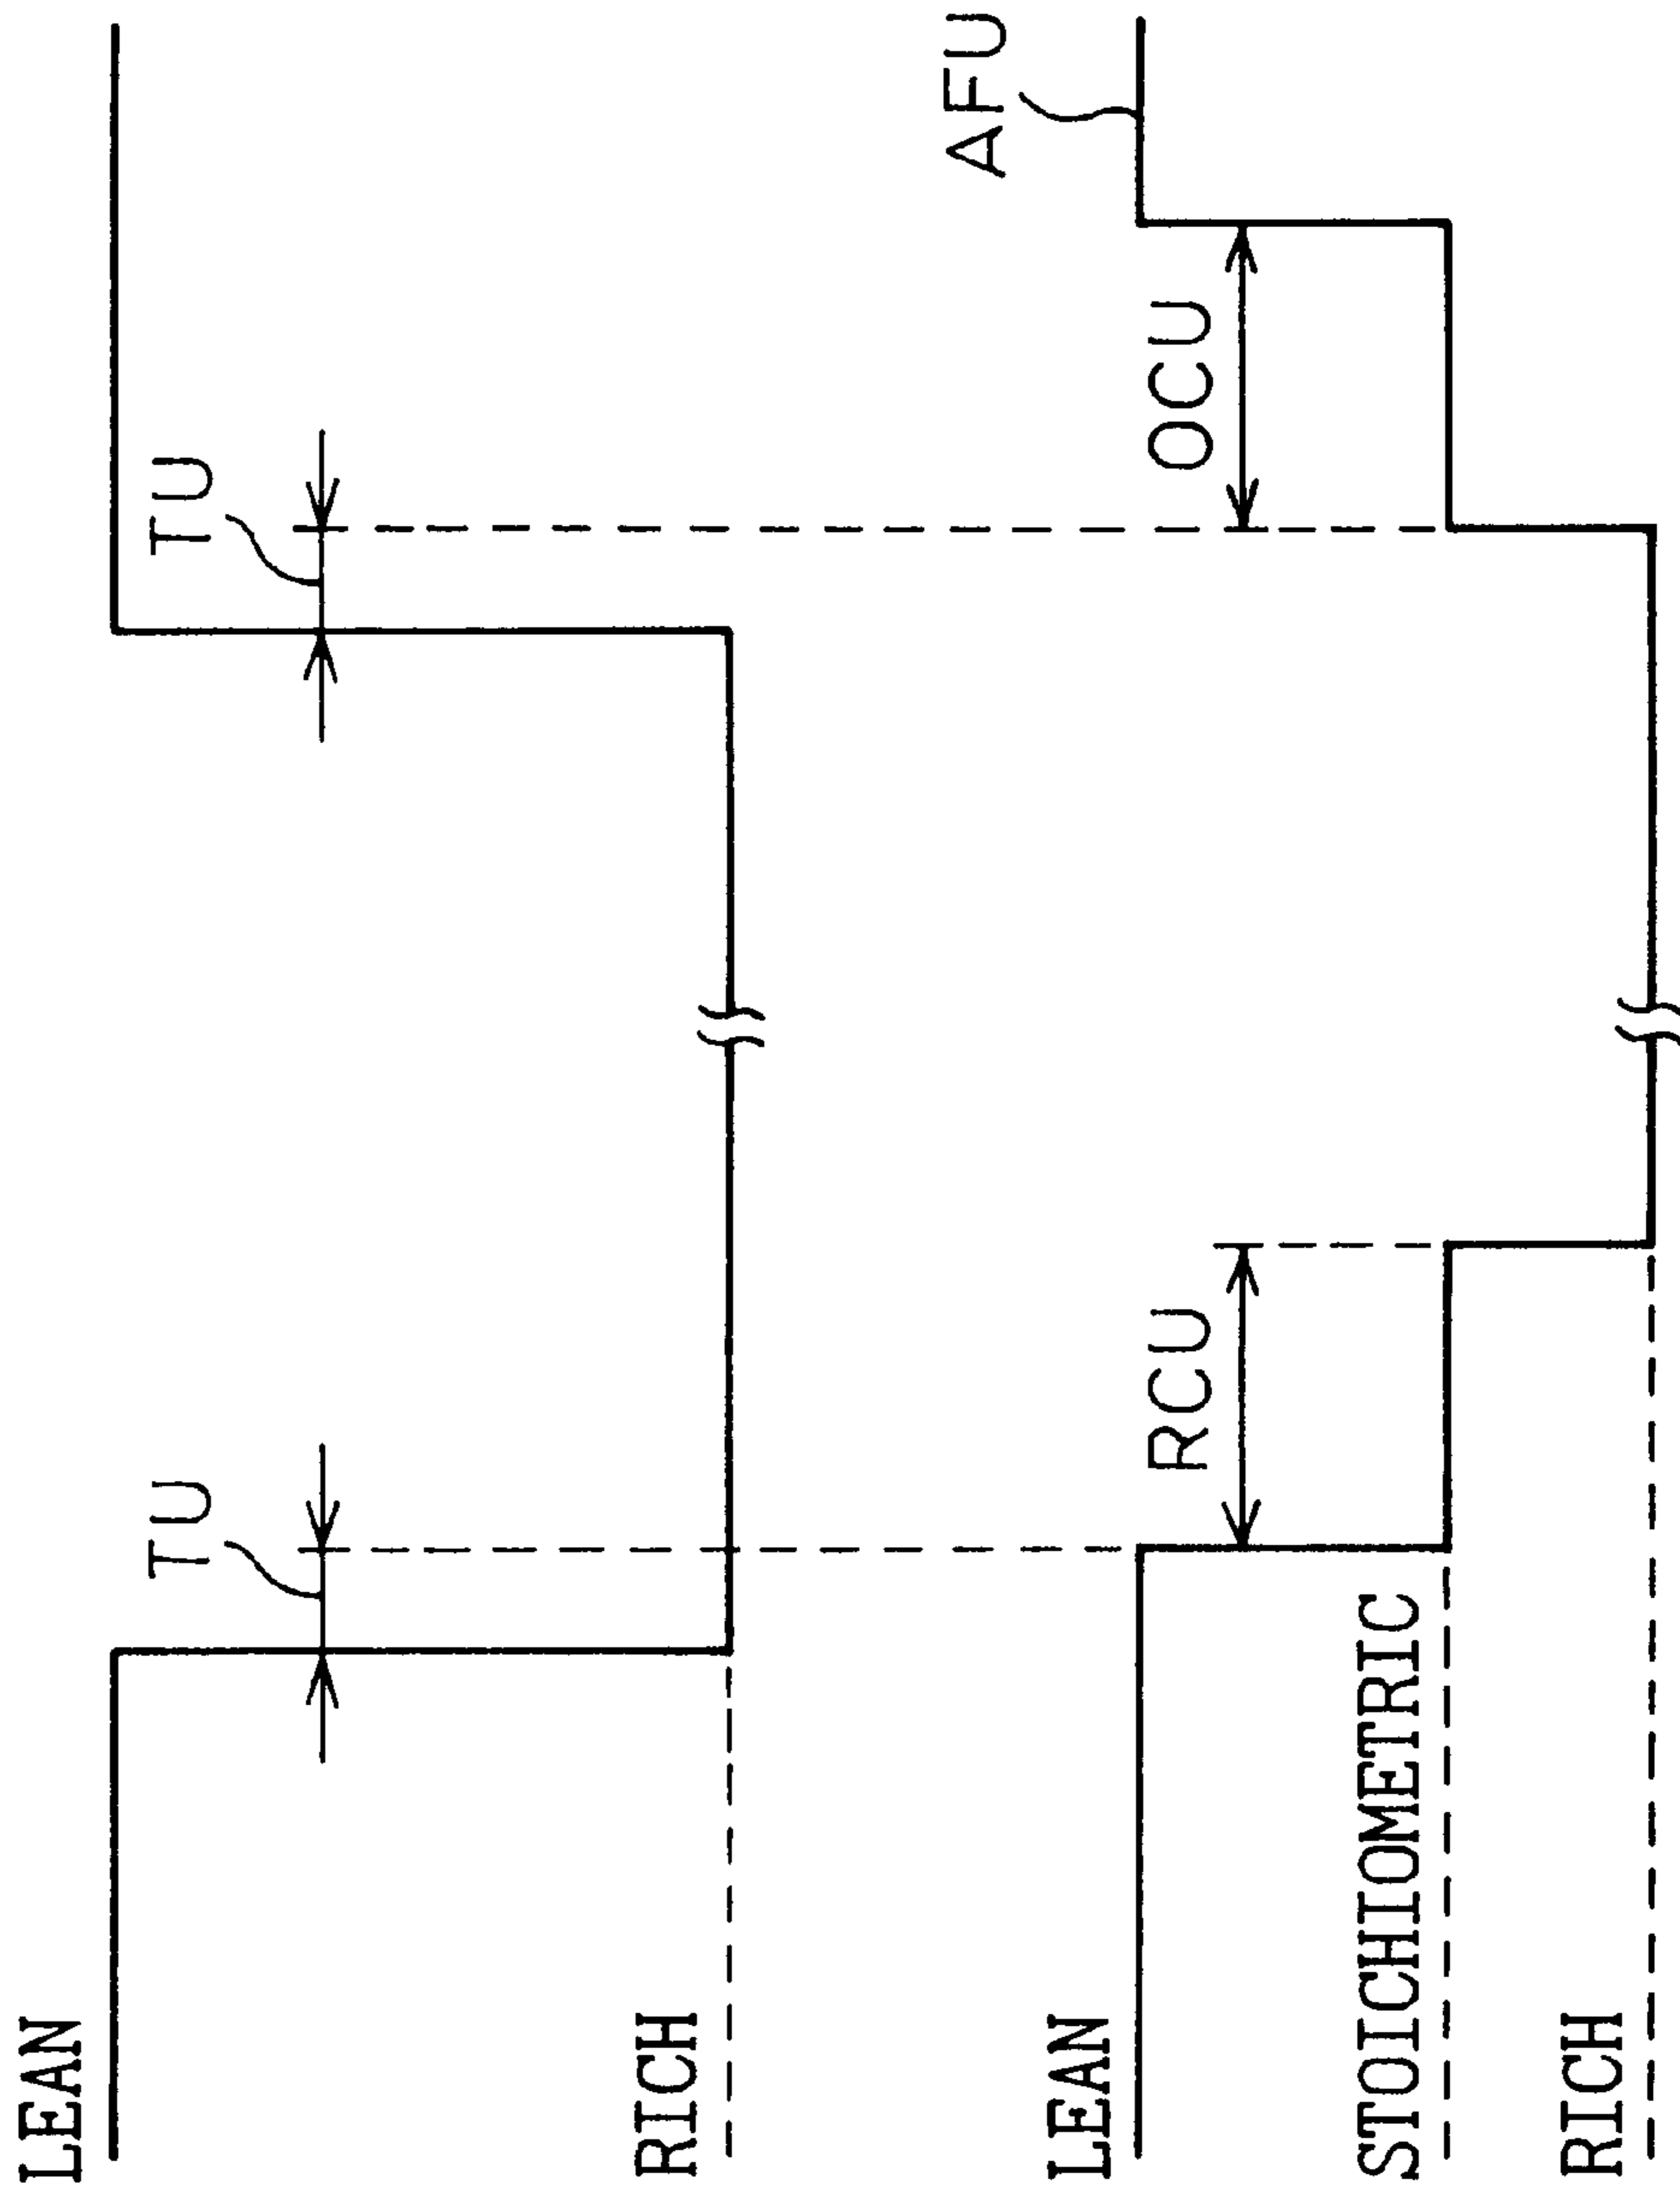 LEAN
TU
TU
RICH
AFU
LEAN
RCU
OCU
STOICHIOMETRIC
RICH